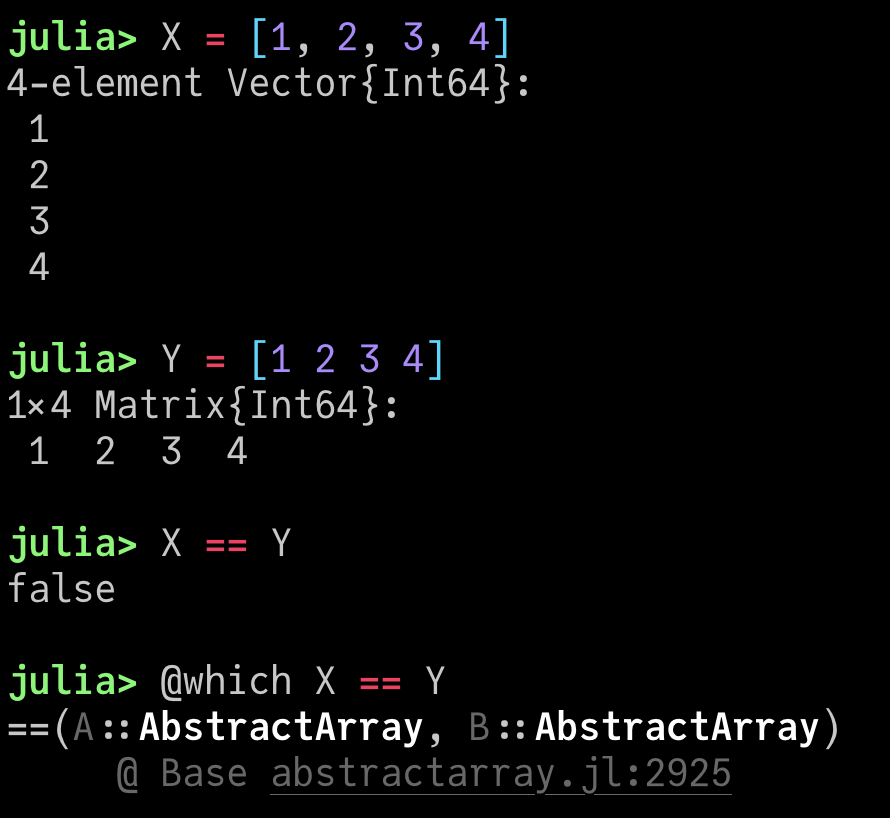 julia> X = [1, 2, 3, 4]
4-element Vector{Int64}:
 1
 2
 3
 4
julia> Y = [1 2 3 4]
1×4 Matrix{Int64}:
 1  2  3  4
julia> X == Y
false
julia> @which X == Y
==(A::AbstractArray, B::AbstractArray)
     @ Base abstractarray.jl:2925